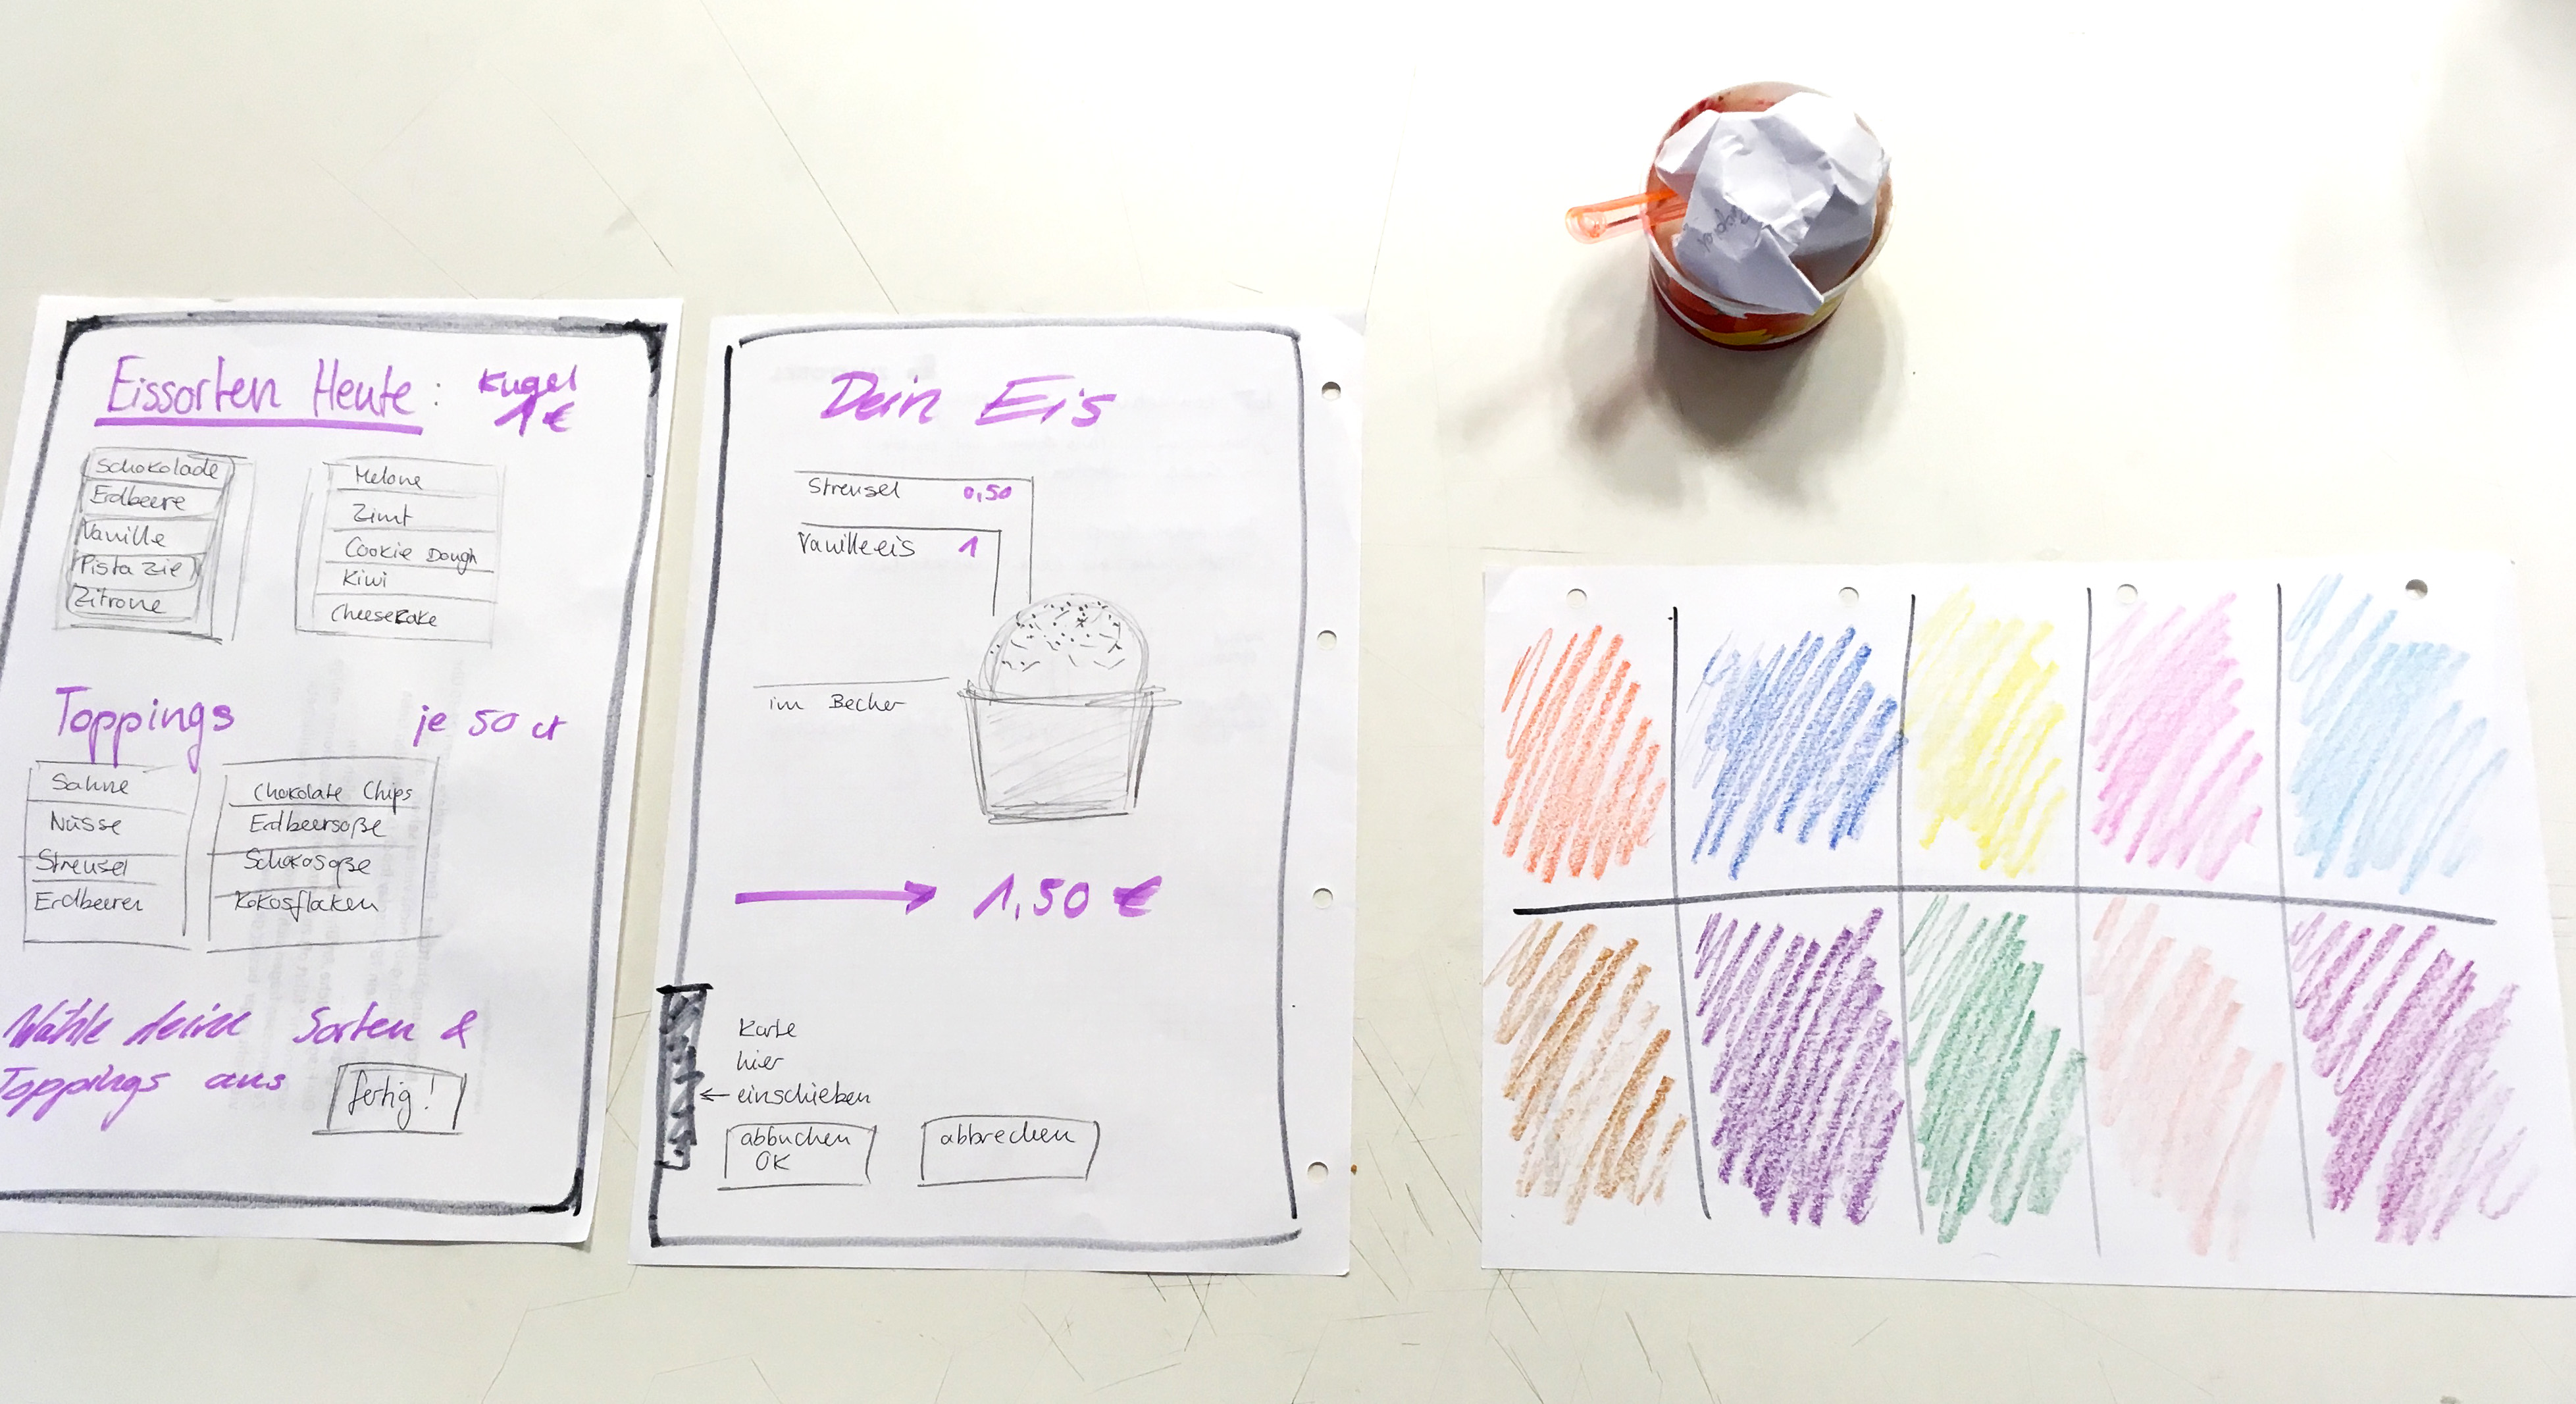 Eissorten Heute : Kugel
1 €
Schokolade
Erdbeere
Vanille
Pistazie
Zitrone
Melone
Zimt
Cookie Dough
Kiwi
Cheesekake
Toppings je 50 ct
Sahne
Nüsse
Streusel
Erdbeeren
Chokolate Chips
Erdbeersoße
Schokosoße
Kokosflaken
Wähle deine Sorten &
Toppings aus
fertig!
Dein Eis
Streusel 0,50
Vanilleeis 1
im Becher
1,50 €
Karte
hier
einschieben
abbuchen
OK
abbrechen